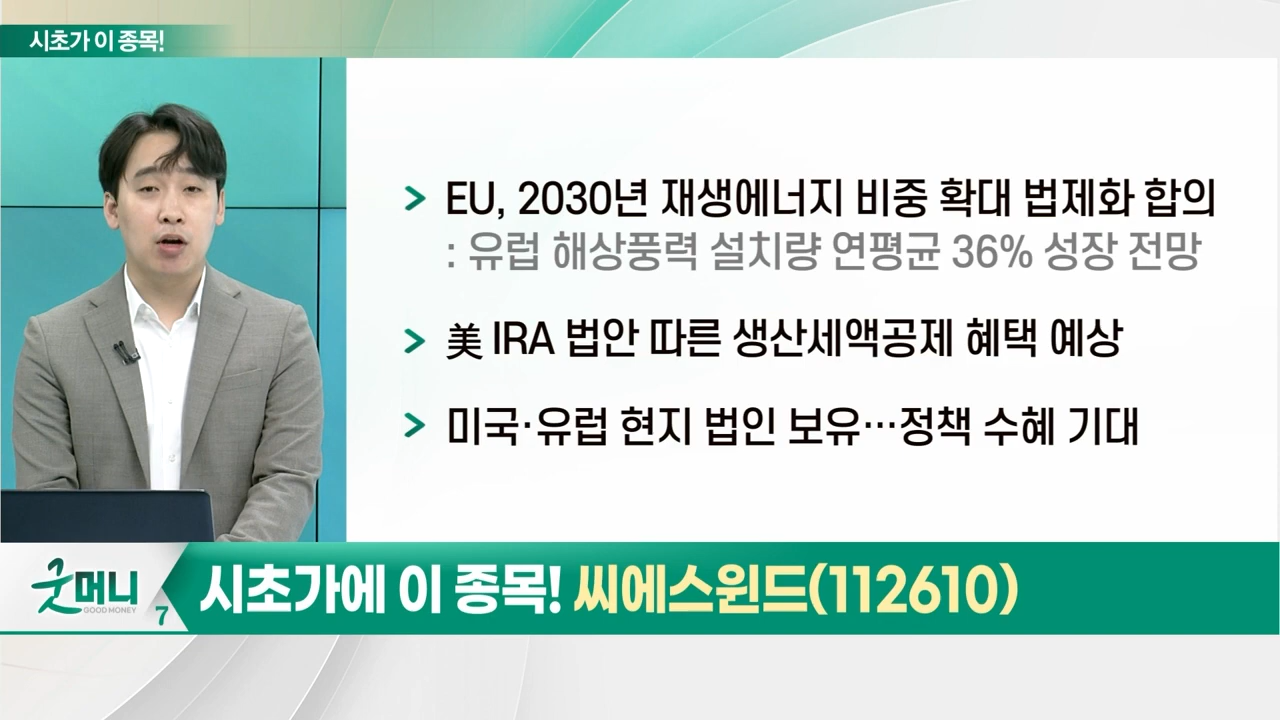 시초가 이 종목!
> EU, 2030년 재생에너지 비중 확대 법제화 합의
: 유럽 해상풍력 설치량 연평균 36% 성장 전망
> 美 IRA 법안 따른 생산세액공제 혜택 예상
> 미국·유럽 현지 법인 보유…정책 수혜 기대
굿머니
GOOD MONEY
7
시초가에 이 종목! 씨에스윈드(112610)